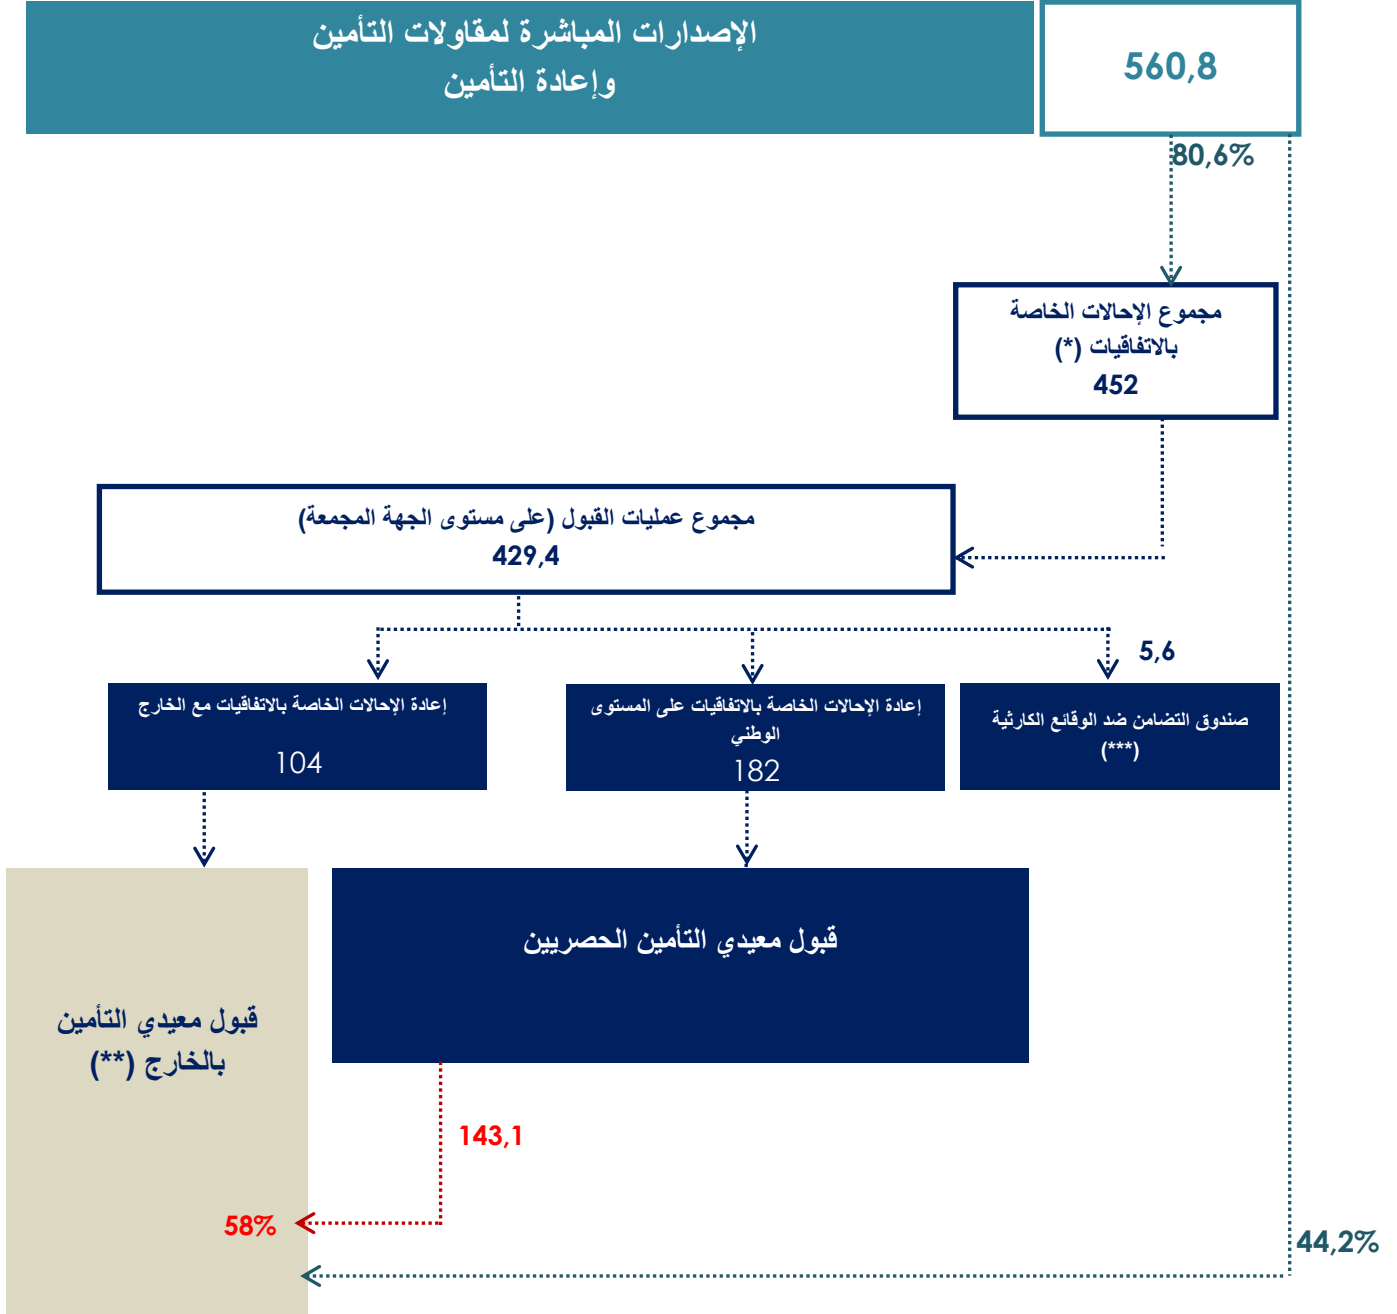 الإصدارات المباشرة لمقاولات التأمين
وإعادة التأمين
560,8
80,6%
مجموع الإحالات الخاصة
بالاتفاقيات (*)
452
مجموع عمليات القبول (على مستوى الجهة المجمعة)
429,4
5,6
صندوق التضامن ضد الوقائع الكارثية
(***)
إعادة الإحالات الخاصة بالاتفاقيات على المستوى
الوطني
182
إعادة الإحالات الخاصة بالاتفاقيات مع الخارج
104
قبول معيدي التأمين الحصريين
قبول معيدي التأمين
بالخارج (**)
143,1
58%
44,2%